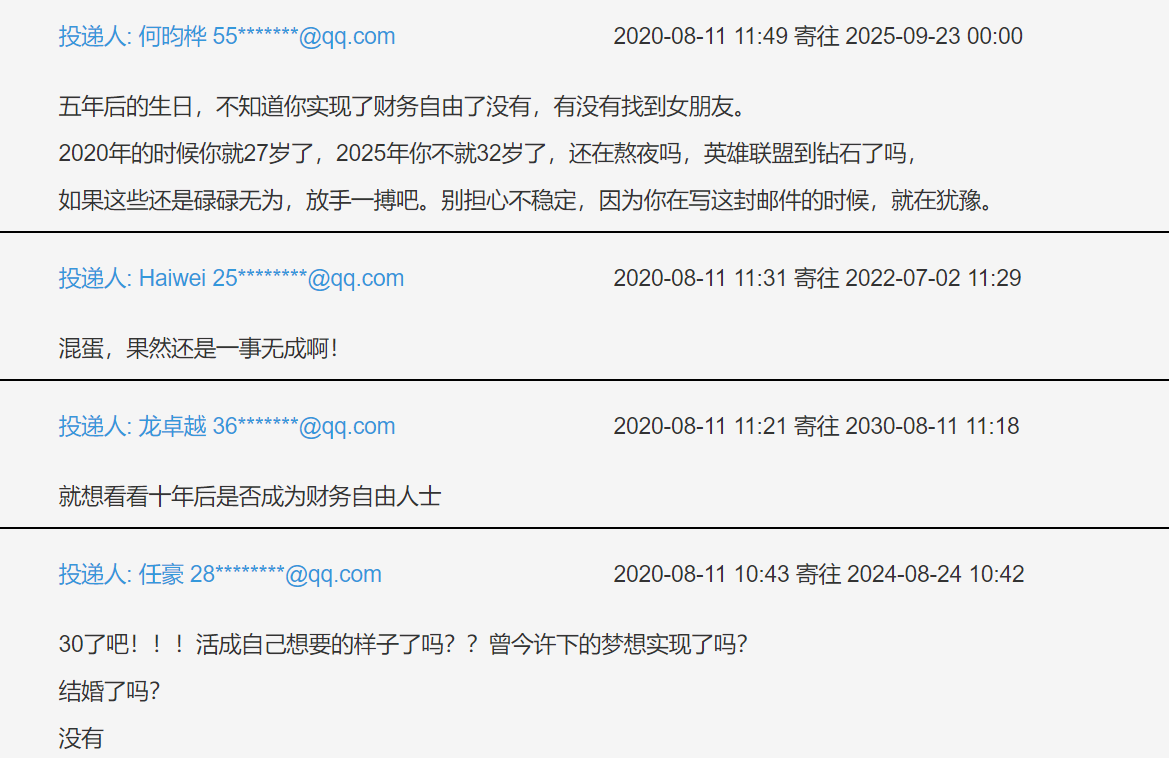 投递人: 何昀桦 55*******@qq.com 2020-08-11 11:49 寄往 2025-09-23 00:00
五年后的生日，不知道你实现了财务自由了没有，有没有找到女朋友。
2020年的时候你就27岁了，2025年你不就32岁了，还在熬夜吗，英雄联盟到钻石了吗，
如果这些还是碌碌无为，放手一搏吧。别担心不稳定，因为你在写这封邮件的时候，就在犹豫。
投递人: Haiwei 25********@qq.com 2020-08-11 11:31 寄往 2022-07-02 11:29
混蛋，果然还是一事无成啊！
投递人: 龙卓越 36*******@qq.com 2020-08-11 11:21 寄往 2030-08-11 11:18
就想看看十年后是否成为财务自由人士
投递人: 任豪 28********@qq.com 2020-08-11 10:43 寄往 2024-08-24 10:42
30了吧！！！活成自己想要的样子了吗？？曾今许下的梦想实现了吗？
结婚了吗？
没有